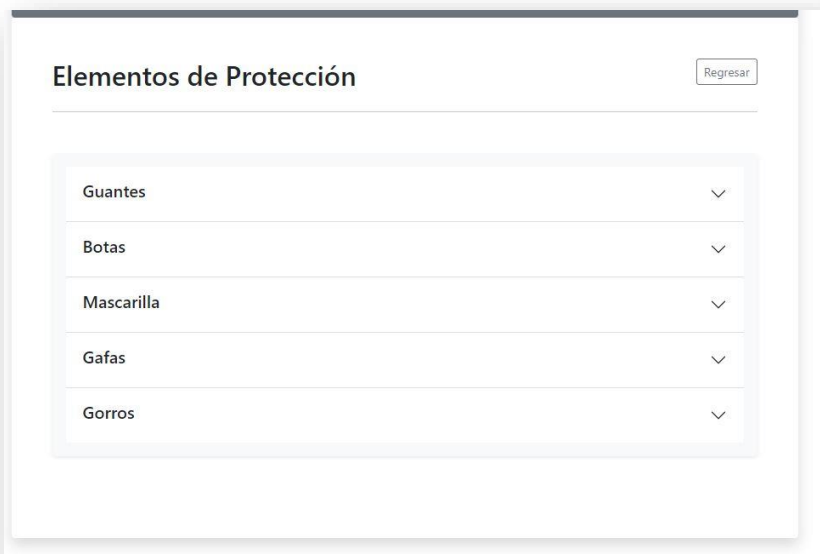 Elementos de Protección
Regresar
Guantes
Botas
Mascarilla
Gafas
Gorros